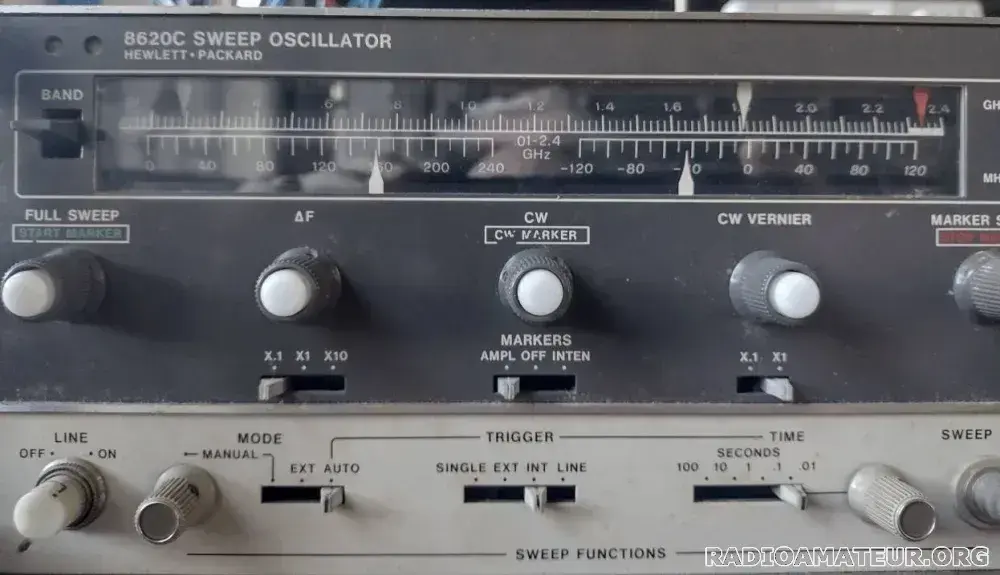 8620C SWEEP OSCILLATOR
HEWLETT•PACKARD
BAND
.6 .8 1.0 1.2 1.4 1.6 2.0 2.2 2.4 GH
.01-2.4
GHz
0 40 80 120 200 240 -120 -80 0 40 80 120 MH
FULL SWEEP ΔF CW CW VERNIER MARKER S
START MARKER CW MARKER
MARKERS
X.1 X1 X10 AMPL OFF INTEN X.1 X1
LINE MODE TRIGGER TIME SWEEP
OFF• •ON ←MANUAL SECONDS
EXT AUTO SINGLE EXT INT LINE 100 10 1 .1 .01
SWEEP FUNCTIONS
RADIOAMATEUR.ORG